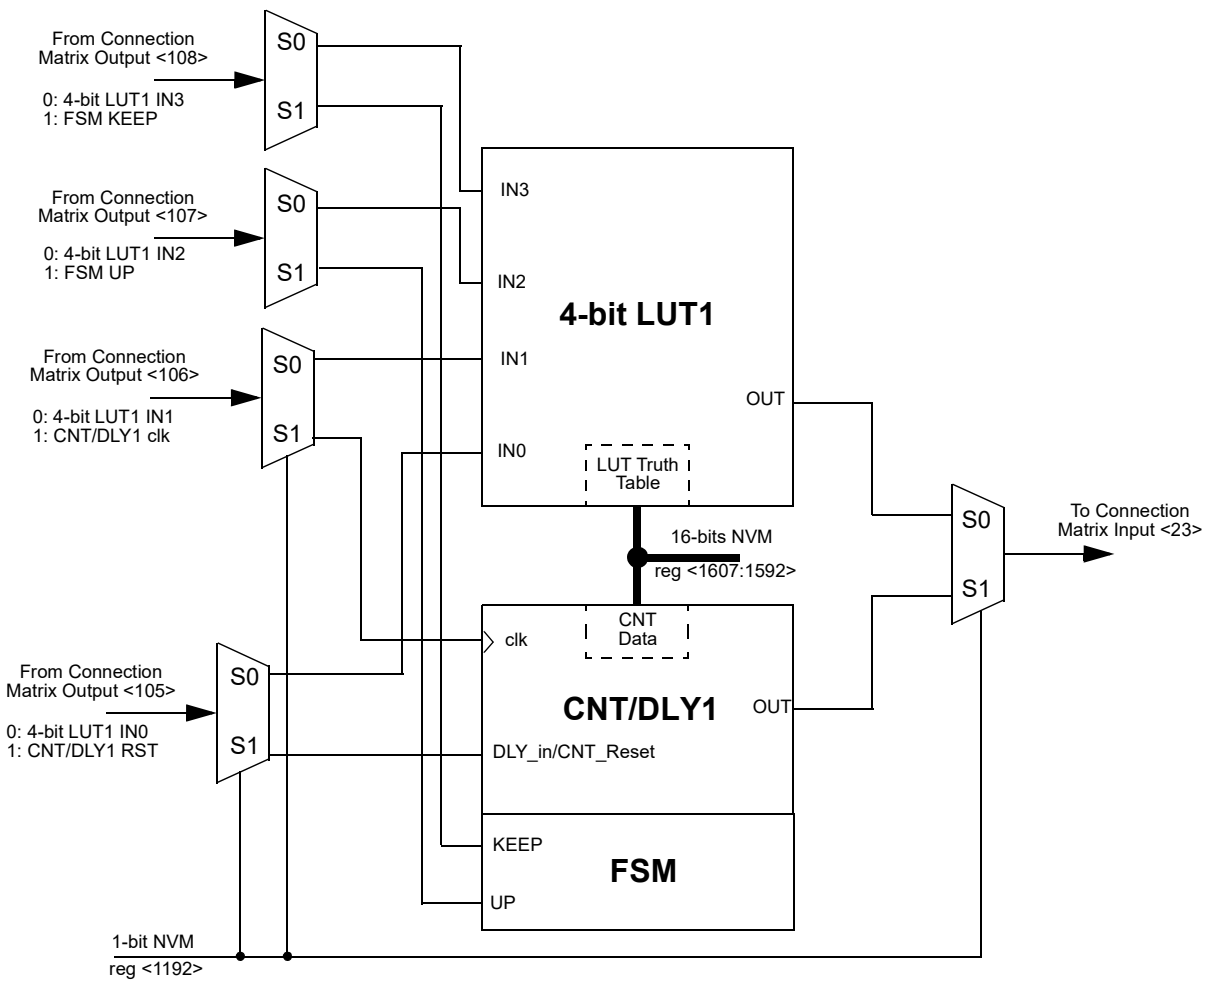 From Connection
Matrix Output <108>
0: 4-bit LUT1 IN3
1: FSM KEEP
S0
S1
From Connection
Matrix Output <107>
0: 4-bit LUT1 IN2
1: FSM UP
S0
S1
From Connection
Matrix Output <106>
0: 4-bit LUT1 IN1
1: CNT/DLY1 clk
S0
S1
From Connection
Matrix Output <105>
0: 4-bit LUT1 IN0
1: CNT/DLY1 RST
S0
S1
IN3
IN2
IN1
IN0
4-bit LUT1
OUT
LUT Truth
Table
16-bits NVM
reg <1607:1592>
CNT
Data
clk
CNT/DLY1
OUT
DLY_in/CNT_Reset
KEEP
FSM
UP
S0
S1
To Connection
Matrix Input <23>
1-bit NVM
reg <1192>